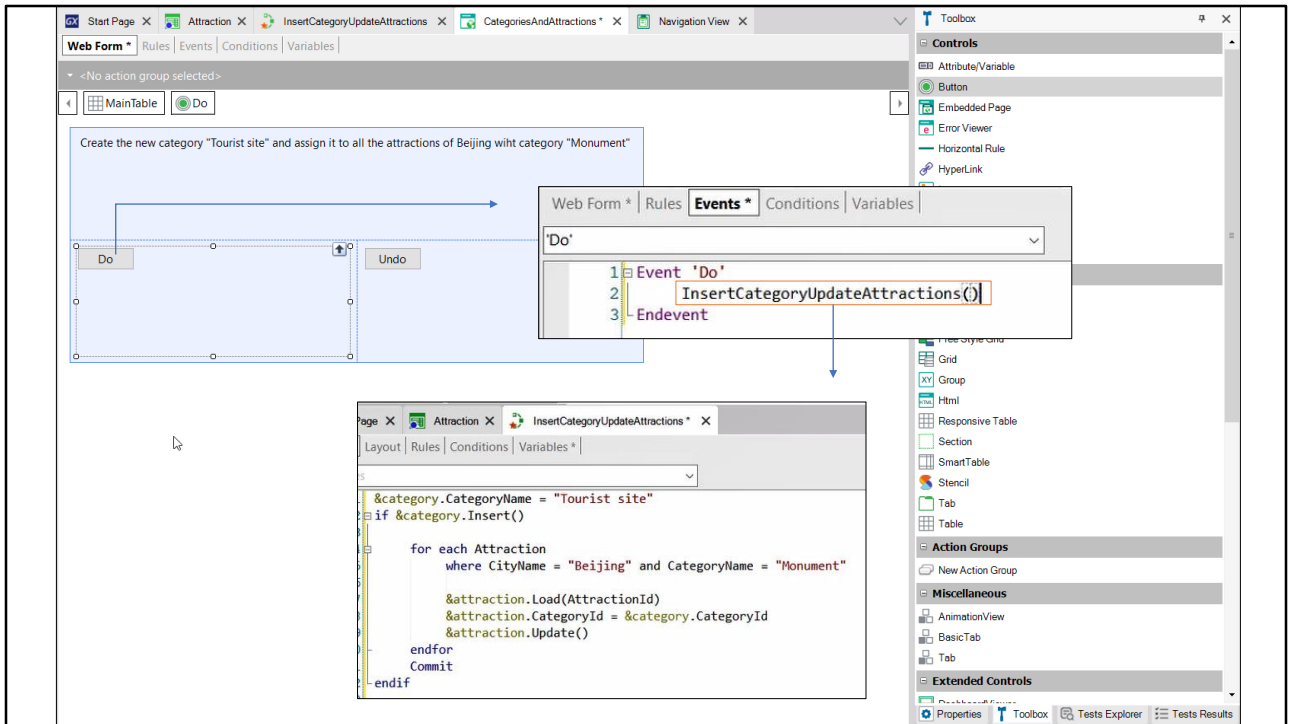 Start Page X Attraction X InsertCategoryUpdateAttractions X CategoriesAndAttractions * X Navigation View X
Web Form * Rules Events Conditions Variables
<No action group selected>
MainTable Do
Create the new category "Tourist site" and assign it to all the attractions of Beijing wiht category "Monument"
Do
Undo
Web Form * Rules Events * Conditions Variables
'Do'
1 Event 'Do'
2 InsertCategoryUpdateAttractions()
3 Endevent
Page X Attraction X InsertCategoryUpdateAttractions * X
Layout Rules Conditions Variables *
&category.CategoryName = "Tourist site"
if &category.Insert()
for each Attraction
where CityName = "Beijing" and CategoryName = "Monument"
&attraction.Load(AttractionId)
&attraction.CategoryId = &category.CategoryId
&attraction.Update()
endfor
Commit
endif
Toolbox
Controls
Attribute/Variable
Button
Embedded Page
Error Viewer
Horizontal Rule
HyperLink
Free Style Grid
Grid
Group
Html
Responsive Table
Section
SmartTable
Stencil
Tab
Table
Action Groups
New Action Group
Miscellaneous
AnimationView
BasicTab
Tab
Extended Controls
Properties Toolbox Tests Explorer Tests Results